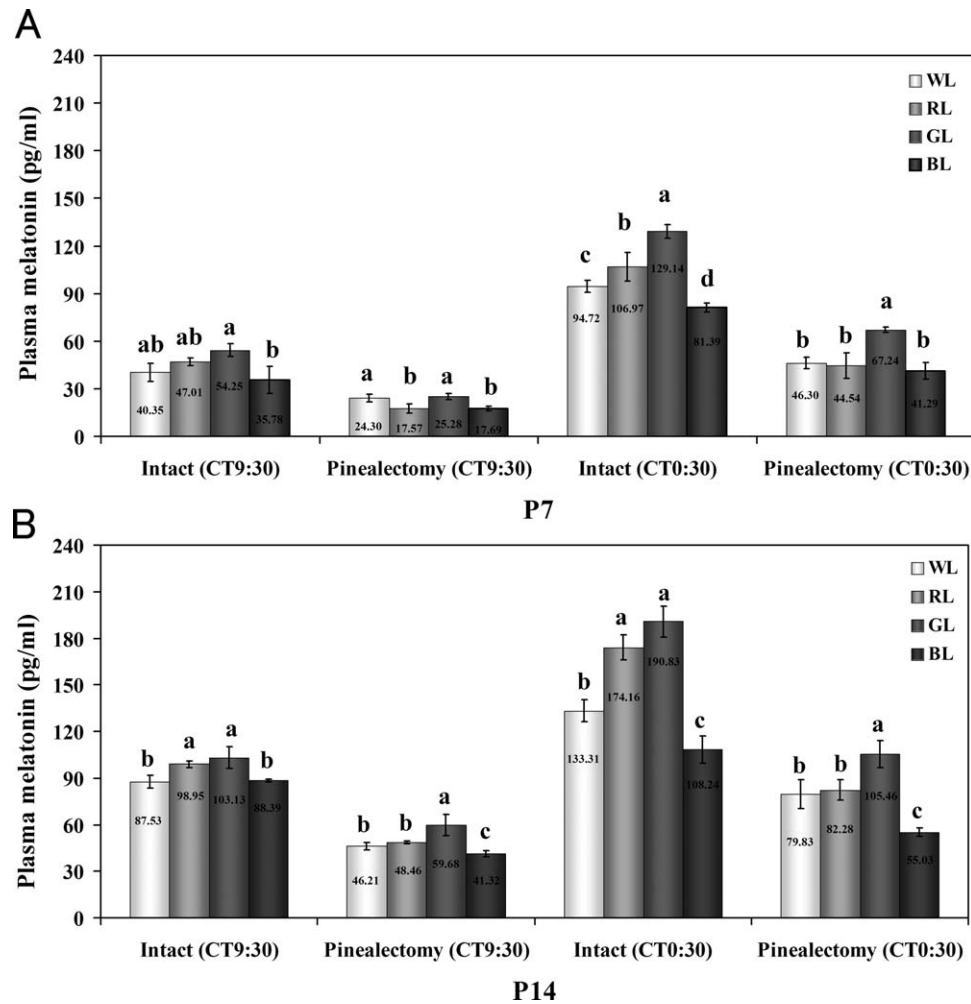 A
240
210
180
150
120
90
60
30
0
Plasma melatonin (pg/ml)
WL
RL
GL
BL
ab ab a b
40.35 47.01 54.25 35.78
a b a b
24.30 17.57 25.28 17.69
c b a d
94.72 106.97 129.14 81.39
b b a b
46.30 44.54 67.24 41.29
Intact (CT9:30) Pinealectomy (CT9:30) Intact (CT0:30) Pinealectomy (CT0:30)
P7
B
240
210
180
150
120
90
60
30
0
Plasma melatonin (pg/ml)
WL
RL
GL
BL
b a a b
87.53 98.95 103.13 88.39
b b a c
46.21 48.46 59.68 41.32
b a a c
133.31 174.16 190.83 108.24
b b a c
79.83 82.28 105.46 55.03
Intact (CT9:30) Pinealectomy (CT9:30) Intact (CT0:30) Pinealectomy (CT0:30)
P14